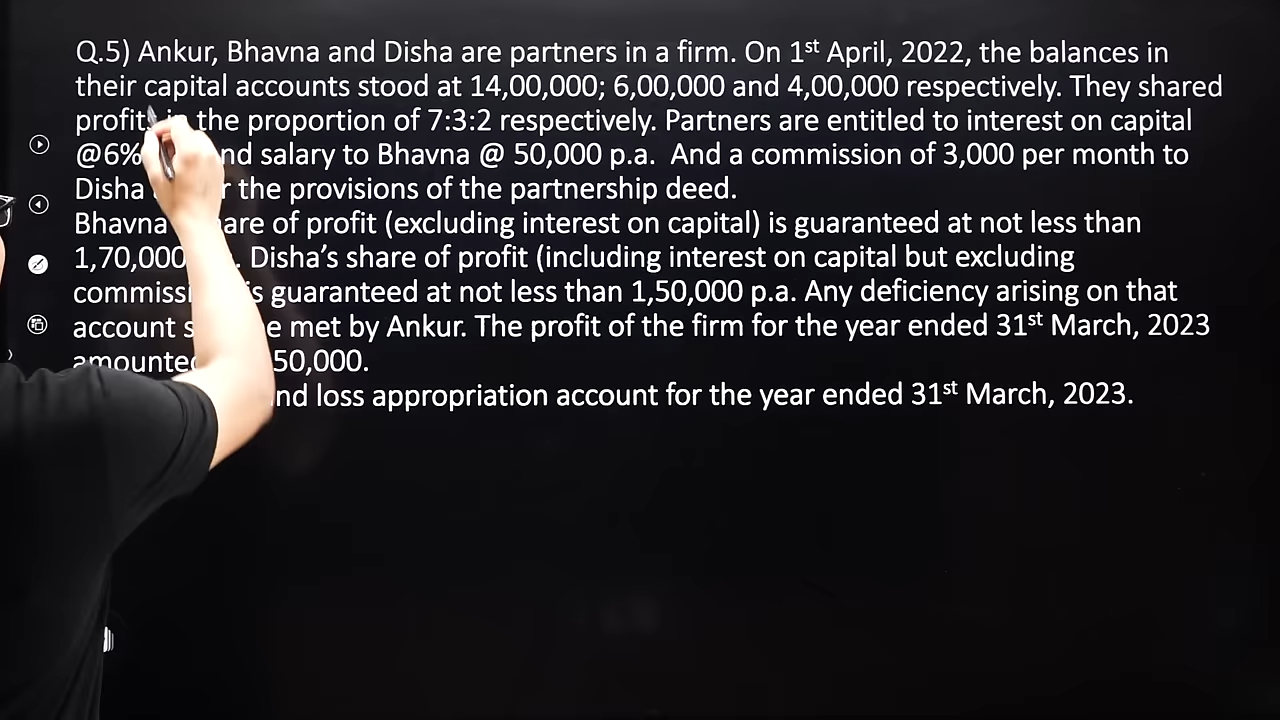 Q.5) Ankur, Bhavna and Disha are partners in a firm. On 1st April, 2022, the balances in
their capital accounts stood at 14,00,000; 6,00,000 and 4,00,000 respectively. They shared
the proportion of 7:3:2 respectively. Partners are entitled to interest on capital
@6% salary to Bhavna @ 50,000 p.a. And a commission of 3,000 per month to
Disha the provisions of the partnership deed.
Bhavna of profit (excluding interest on capital) is guaranteed at not less than
1,70,000 Disha's share of profit (including interest on capital but excluding
is guaranteed at not less than 1,50,000 p.a. Any deficiency arising on that
account met by Ankur. The profit of the firm for the year ended 31st March, 2023
50,000.
loss appropriation account for the year ended 31st March, 2023.